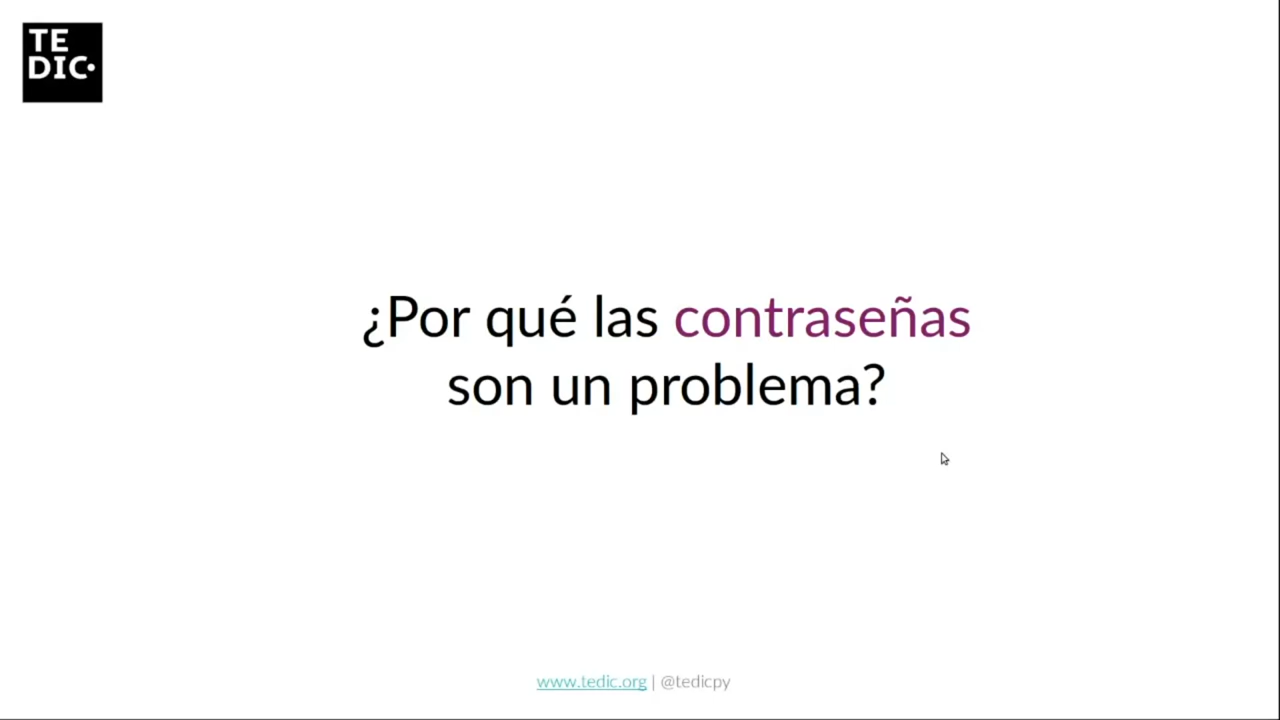 TE
DIC•
¿Por qué las contraseñas
son un problema?
www.tedic.org | @tedicpy